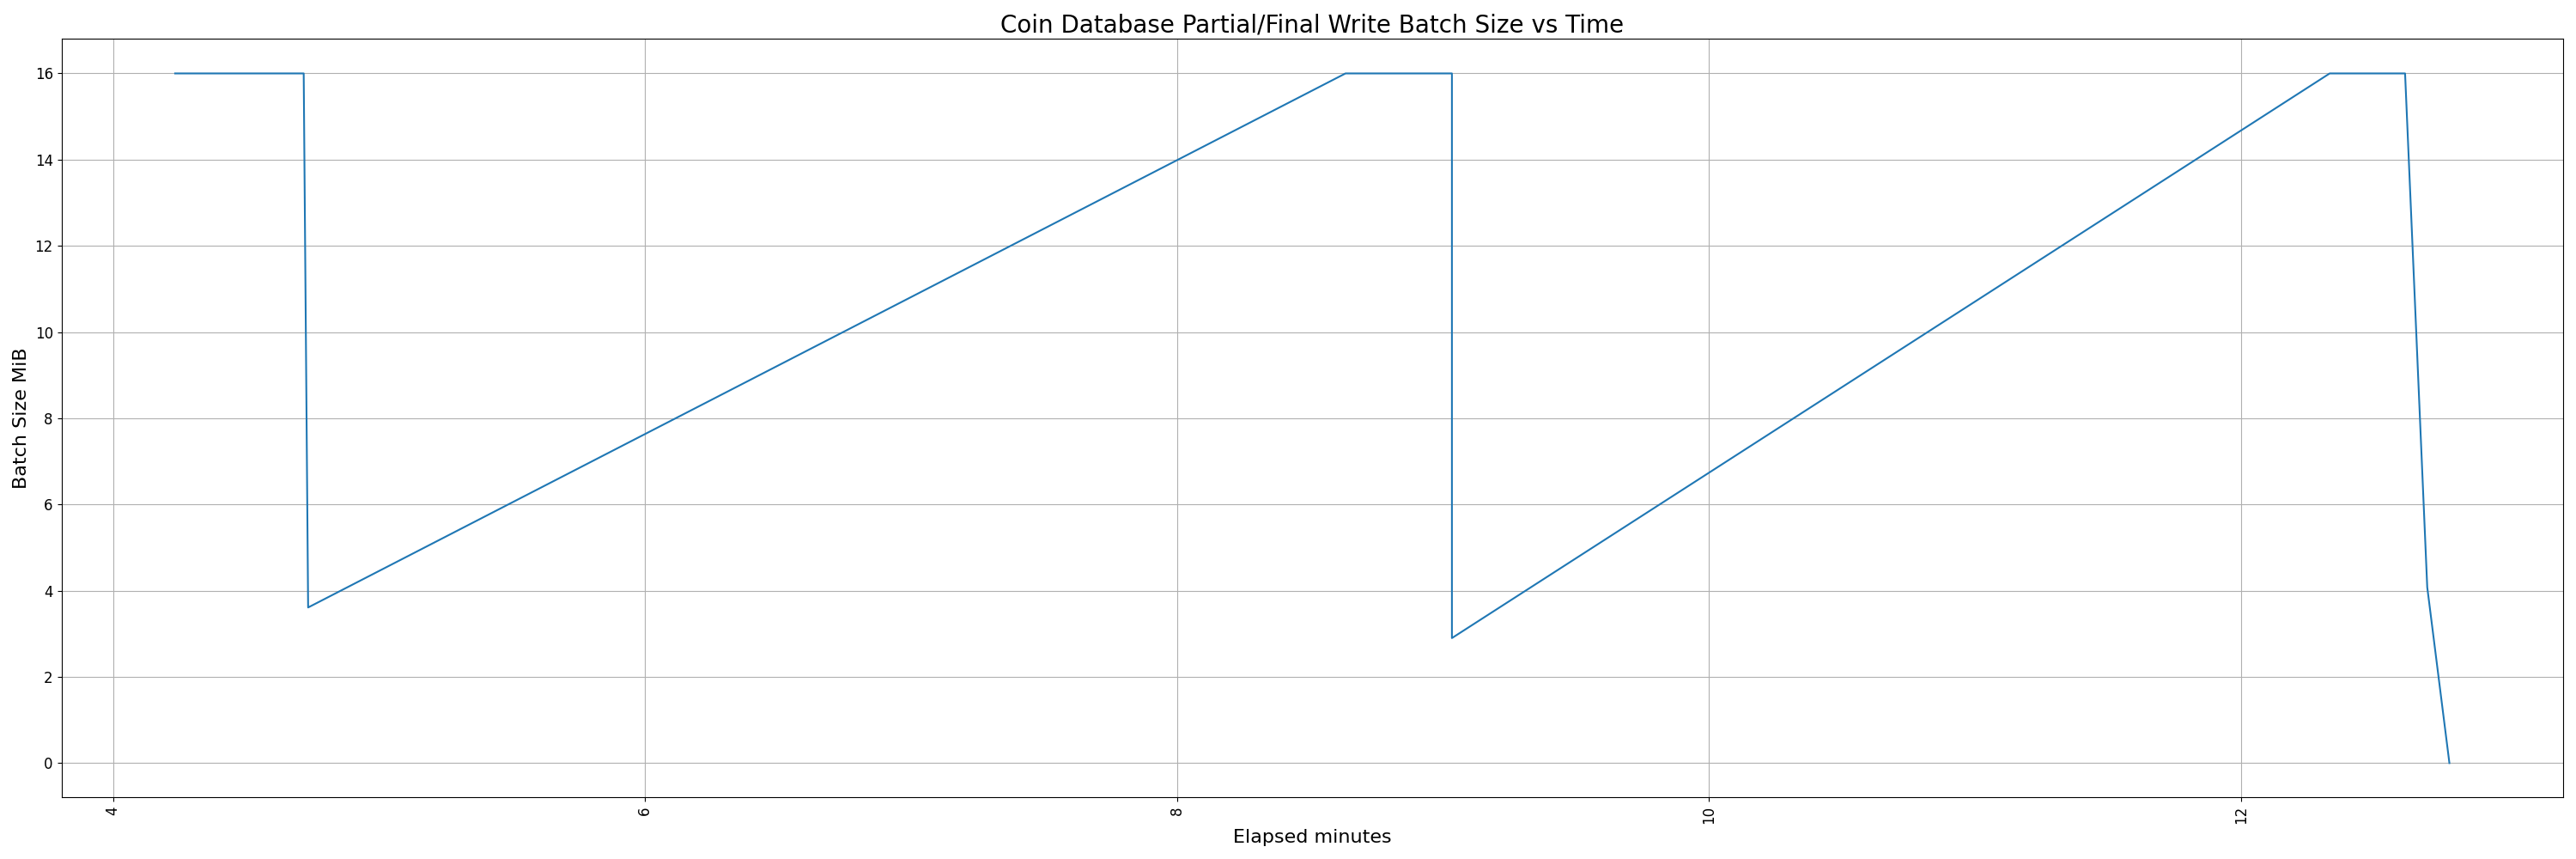 Coin Database Partial/Final Write Batch Size vs Time
Batch Size MiB
16
14
12
10
8
6
4
2
0
4 6 8 10 12
Elapsed minutes